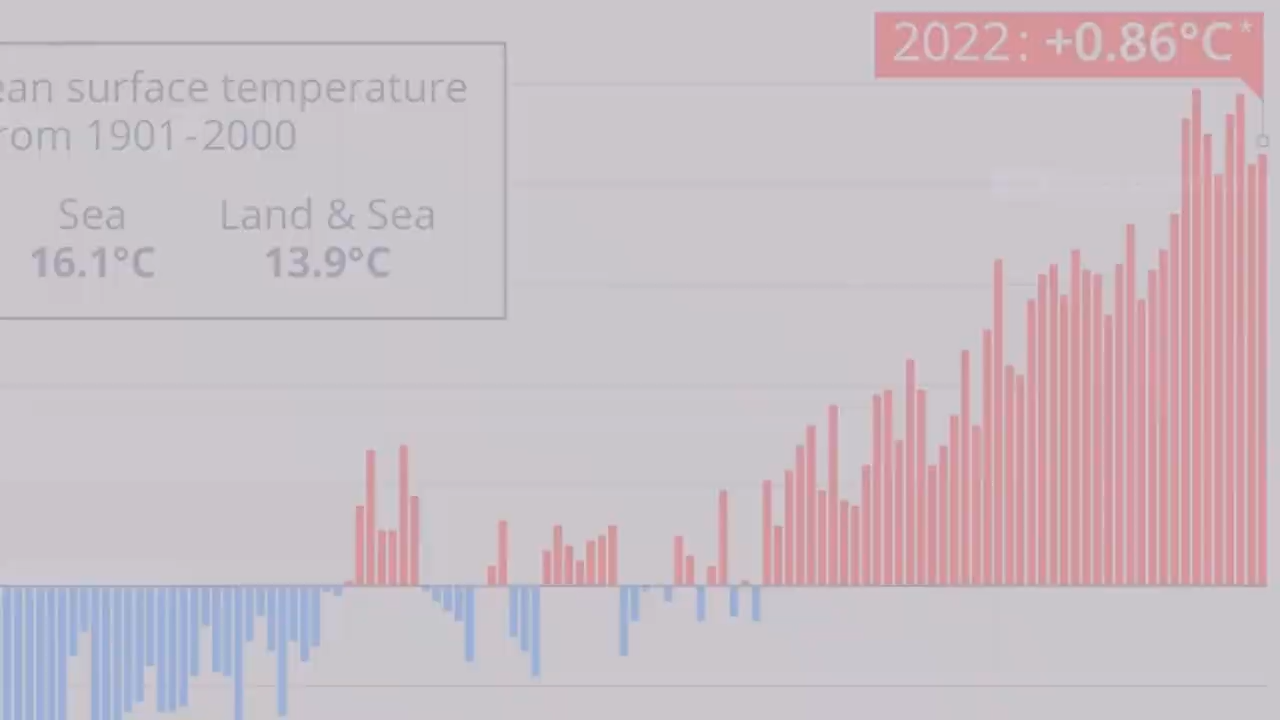 2022: +0.86°C*
ean surface temperature
rom 1901-2000
Sea Land & Sea
16.1°C 13.9°C